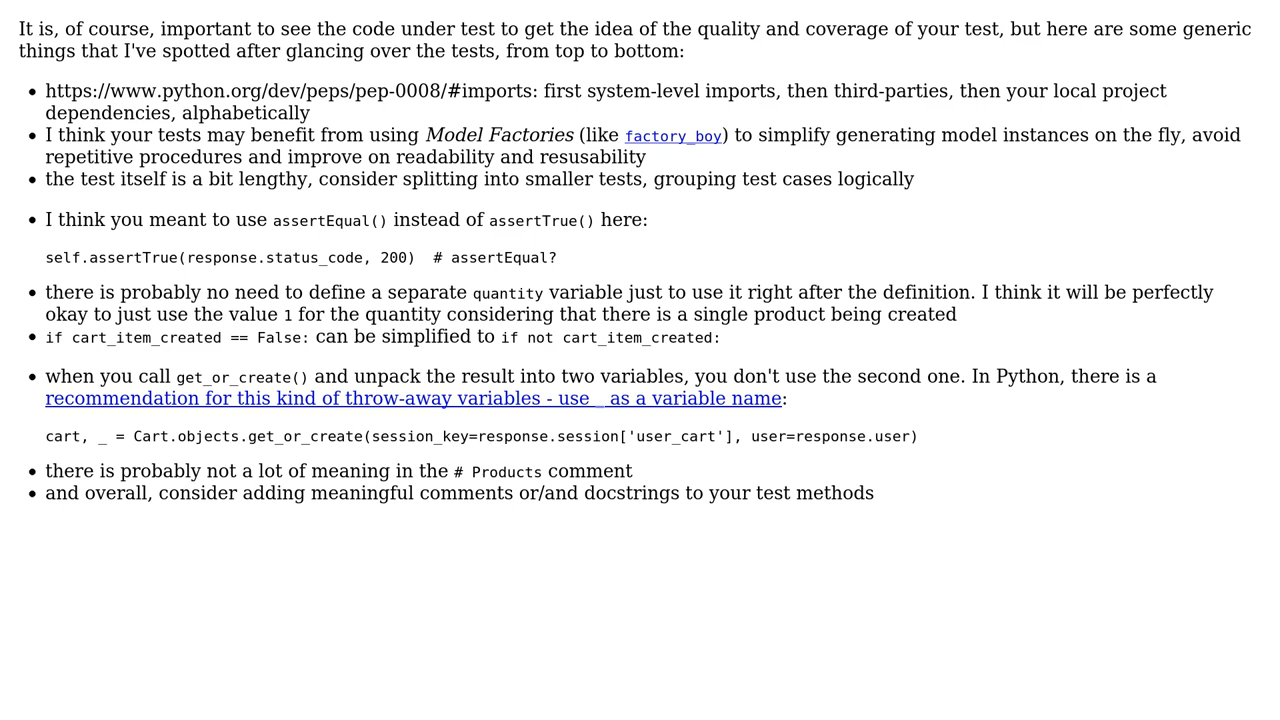 It is, of course, important to see the code under test to get the idea of the quality and coverage of your test, but here are some generic
things that I've spotted after glancing over the tests, from top to bottom:
• https://www.python.org/dev/peps/pep-0008/#imports: first system-level imports, then third-parties, then your local project
dependencies, alphabetically
• I think your tests may benefit from using Model Factories (like factory_boy) to simplify generating model instances on the fly, avoid
repetitive procedures and improve on readability and resusability
• the test itself is a bit lengthy, consider splitting into smaller tests, grouping test cases logically
• I think you meant to use assertEqual() instead of assertTrue() here:
self.assertTrue(response.status_code, 200)  # assertEqual?
• there is probably no need to define a separate quantity variable just to use it right after the definition. I think it will be perfectly
okay to just use the value 1 for the quantity considering that there is a single product being created
• if cart_item_created == False: can be simplified to if not cart_item_created:
• when you call get_or_create() and unpack the result into two variables, you don't use the second one. In Python, there is a
recommendation for this kind of throw-away variables - use _ as a variable name:
cart, _ = Cart.objects.get_or_create(session_key=response.session['user_cart'], user=response.user)
• there is probably not a lot of meaning in the # Products comment
• and overall, consider adding meaningful comments or/and docstrings to your test methods